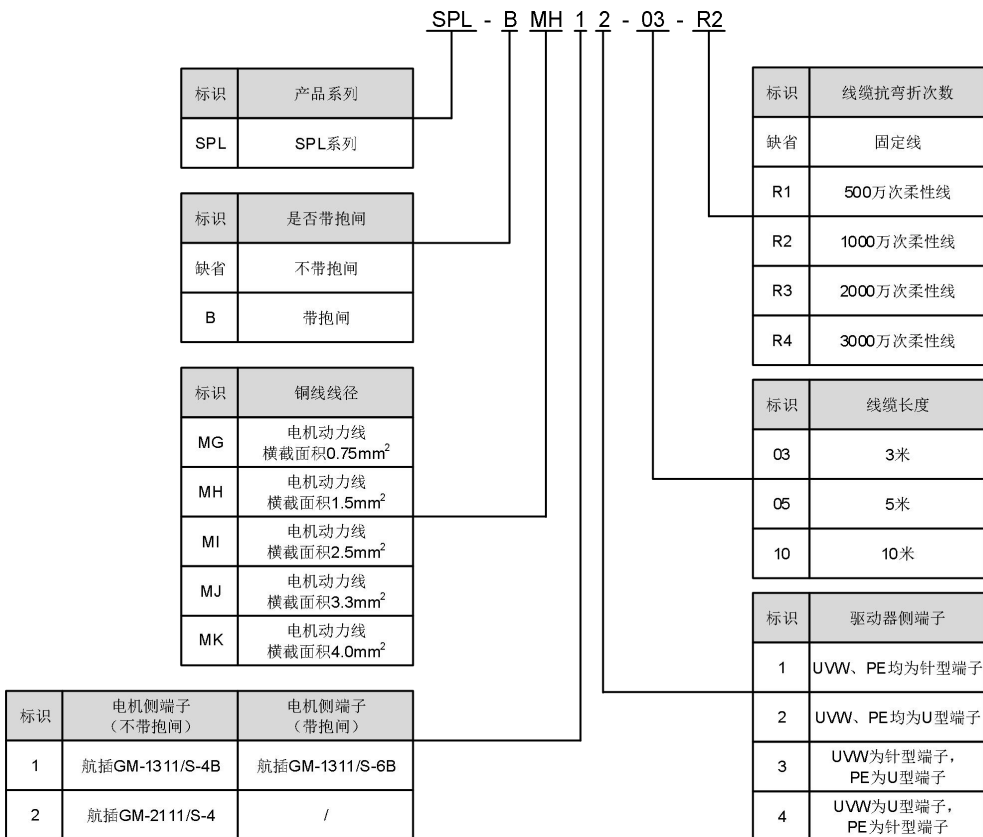 SPL - B MH 1 2 - 03 - R2
标识 产品系列
SPL SPL系列
标识 是否带抱闸
缺省 不带抱闸
B 带抱闸
标识 铜线线径
MG 电机动力线
横截面积0.75mm²
MH 电机动力线
横截面积1.5mm²
MI 电机动力线
横截面积2.5mm²
MJ 电机动力线
横截面积3.3mm²
MK 电机动力线
横截面积4.0mm²
标识 电机侧端子
（不带抱闸） 电机侧端子
（带抱闸）
1 航插GM-1311/S-4B 航插GM-1311/S-6B
2 航插GM-2111/S-4 /
标识 线缆抗弯折次数
缺省 固定线
R1 500万次柔性线
R2 1000万次柔性线
R3 2000万次柔性线
R4 3000万次柔性线
标识 线缆长度
03 3米
05 5米
10 10米
标识 驱动器侧端子
1 UVW、PE均为针型端子
2 UVW、PE均为U型端子
3 UVW为针型端子，
PE为U型端子
4 UVW为U型端子，
PE为针型端子